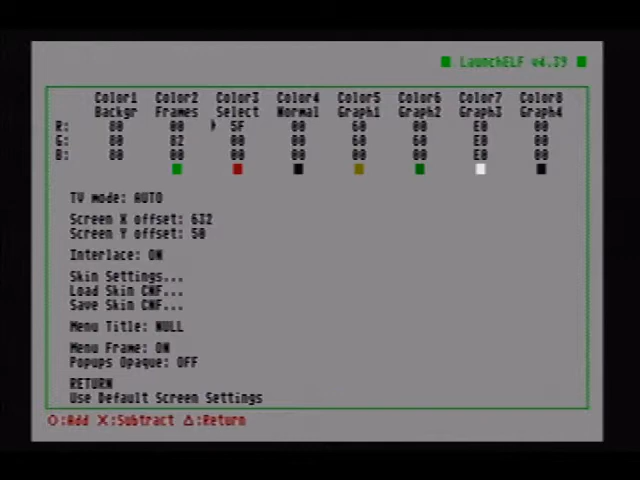 LaunchELF v4.39
Color1 Color2 Color3 Color4 Color5 Color6 Color7 Color8
Backgr Frames Select Normal Graph1 Graph2 Graph3 Graph4
R: 80 00 5F 00 60 00 E0 00
G: 80 82 00 00 60 60 E0 00
B: 80 00 00 00 00 00 E0 00
TV mode: AUTO
Screen X offset: 632
Screen Y offset: 50
Interlace: ON
Skin Settings...
Load Skin CNF...
Save Skin CNF...
Menu Title: NULL
Menu Frame: ON
Popups Opaque: OFF
RETURN
Use Default Screen Settings
O:Add X:Subtract Δ:Return